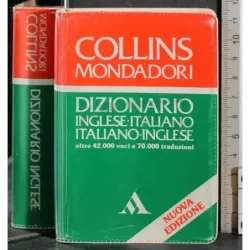 COLLINS
MONDADORI
DIZIONARIO INGLESE
COLLINS
MONDADORI
DIZIONARIO
INGLESE·ITALIANO
ITALIANO·INGLESE
oltre 42.000 voci e 70.000 traduzioni
NUOVA
EDIZIONE